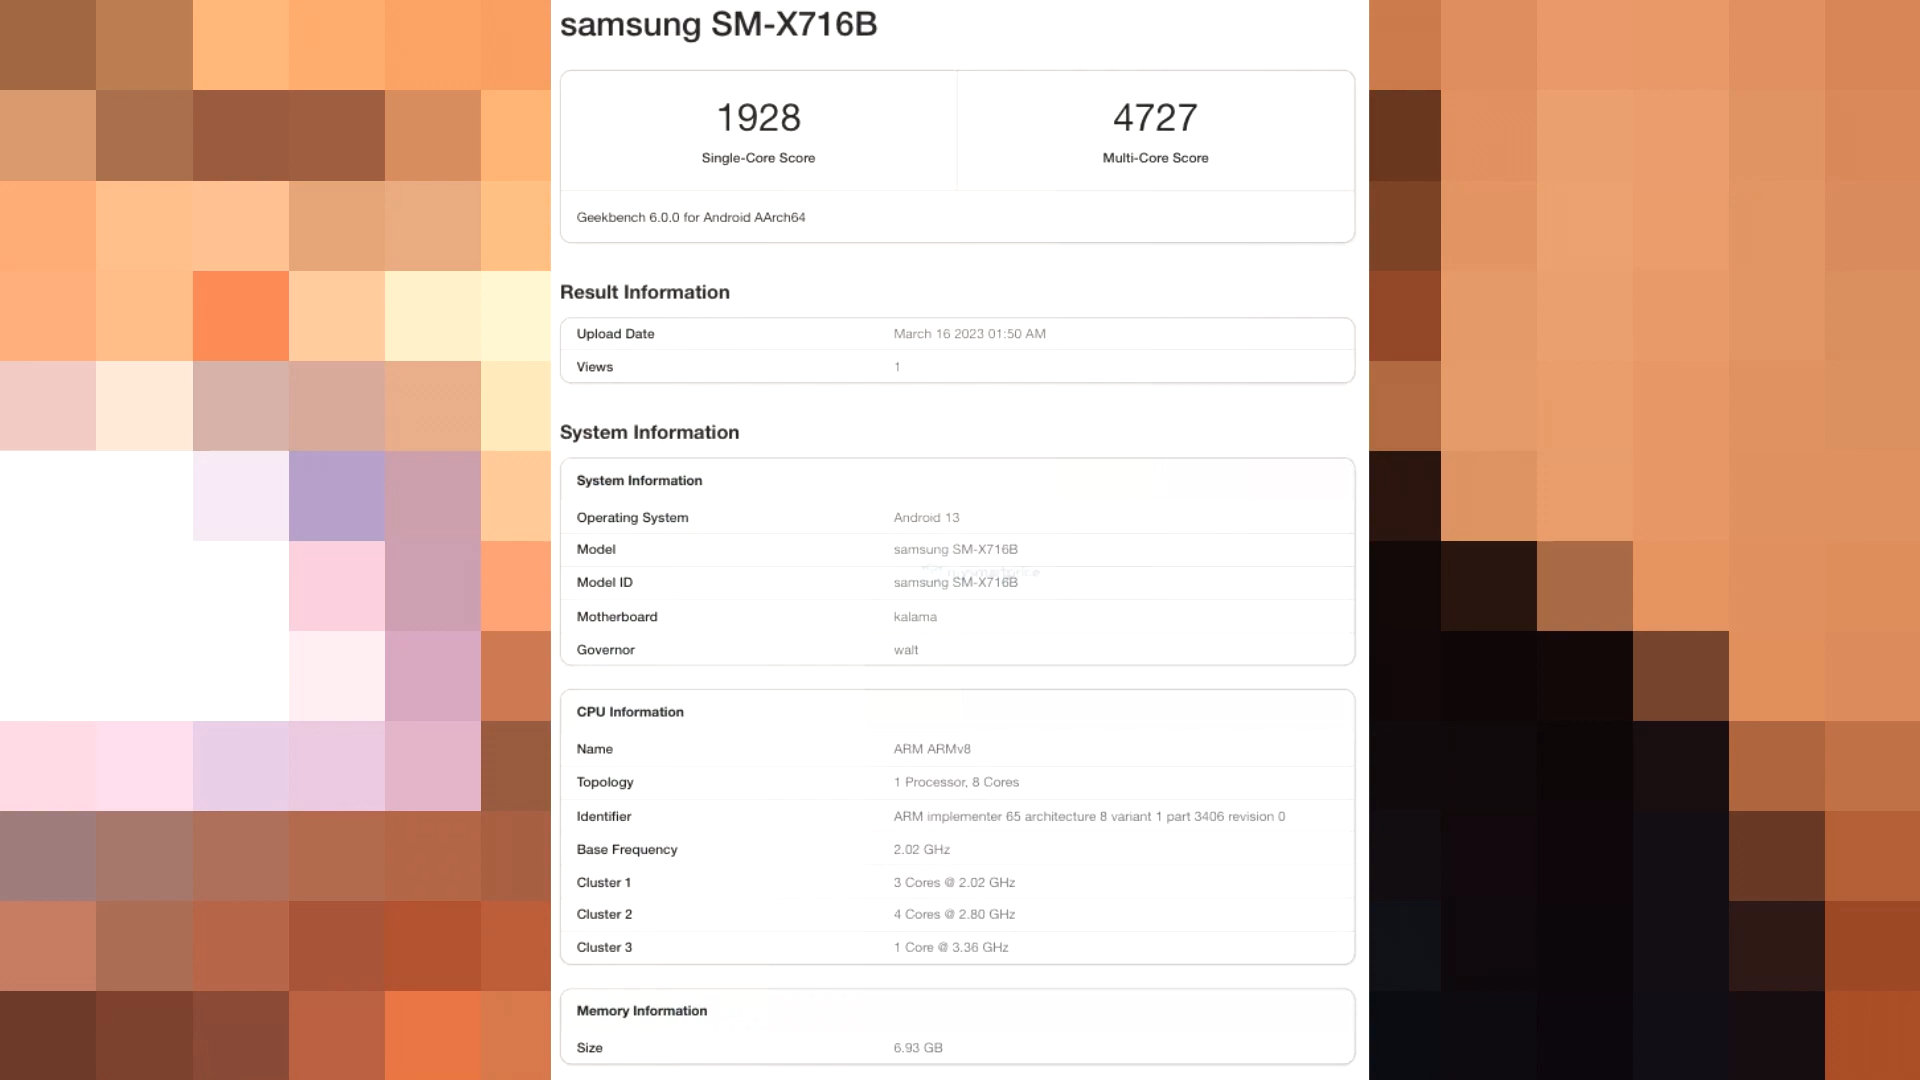 samsung SM-X716B
1928
Single-Core Score
4727
Multi-Core Score
Geekbench 6.0.0 for Android AArch64
Result Information
Upload Date March 16 2023 01:50 AM
Views 1
System Information
System Information
Operating System Android 13
Model samsung SM-X716B
Model ID samsung SM-X716B
Motherboard kalama
Governor walt
CPU Information
Name ARM ARMv8
Topology 1 Processor, 8 Cores
Identifier ARM implementer 65 architecture 8 variant 1 part 3406 revision 0
Base Frequency 2.02 GHz
Cluster 1 3 Cores @ 2.02 GHz
Cluster 2 4 Cores @ 2.80 GHz
Cluster 3 1 Core @ 3.36 GHz
Memory Information
Size 6.93 GB